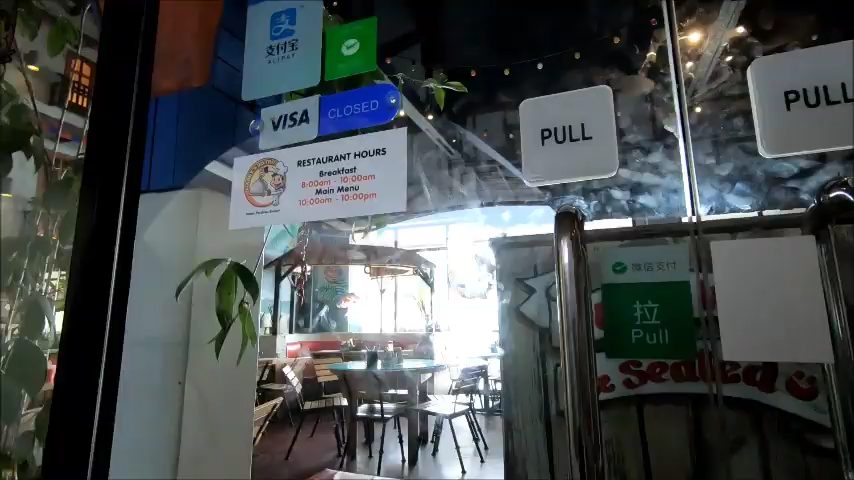 支付宝
ALIPAY
VISA
CLOSED
RESTAURANT HOURS
Breakfast
8:00am - 10:00am
Main Menu
10:00am - 10:00pm
PULL
PULL
微信支付
拉
Pull
Sealed